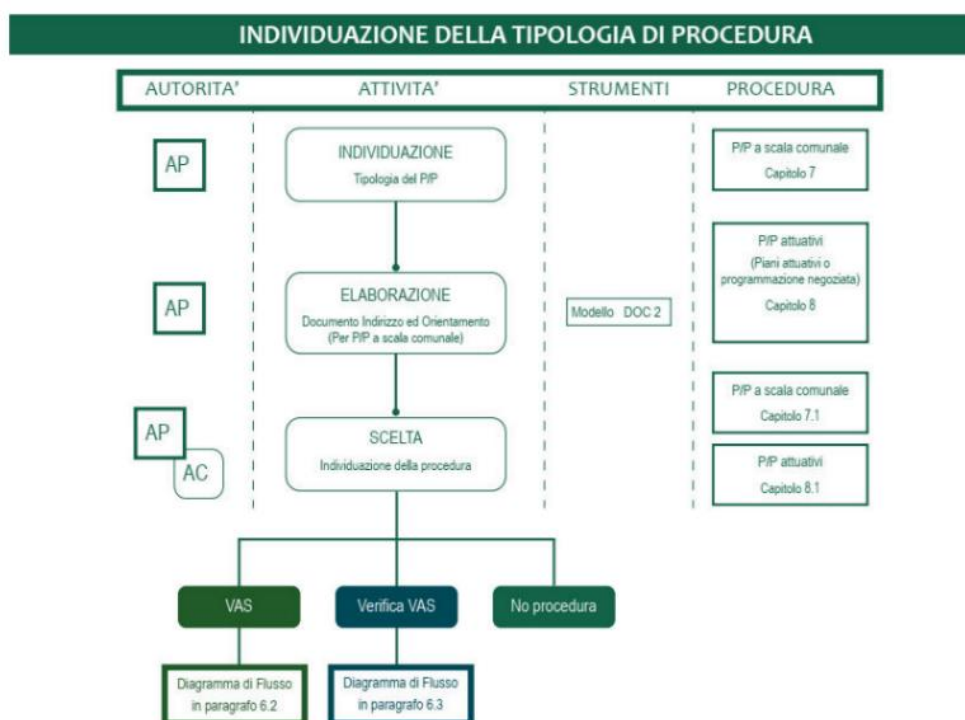 INDIVIDUAZIONE DELLA TIPOLOGIA DI PROCEDURA
AUTORITA' ATTIVITA' STRUMENTI PROCEDURA
AP
INDIVIDUAZIONE
Tipologia del P/P
P/P a scala comunale
Capitolo 7
AP
ELABORAZIONE
Documento Indirizzo ed Orientamento
(Per P/P a scala comunale)
Modello DOC 2
P/P attuativi
(Piani attuativi o
programmazione negoziata)
Capitolo 8
AP
AC
SCELTA
Individuazione della procedura
P/P a scala comunale
Capitolo 7.1
P/P attuativi
Capitolo 8.1
VAS
Verifica VAS
No procedura
Diagramma di Flusso
in paragrafo 6.2
Diagramma di Flusso
in paragrafo 6.3